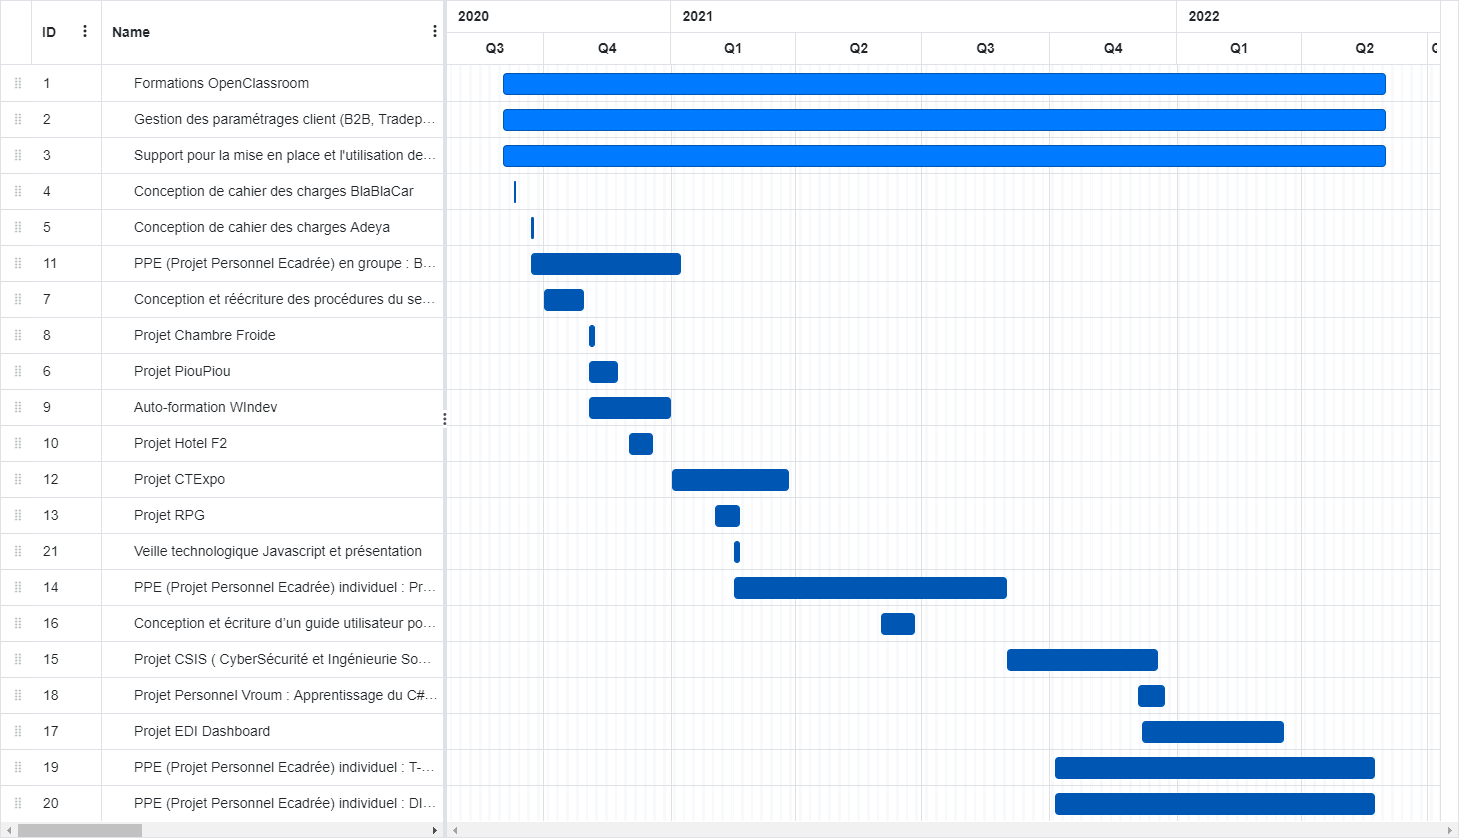 2020 2021 2022
ID Name Q3 Q4 Q1 Q2 Q3 Q4 Q1 Q2
1 Formations OpenClassroom
2 Gestion des paramétrages client (B2B, Tradep...
3 Support pour la mise en place et l'utilisation de...
4 Conception de cahier des charges BlaBlaCar
5 Conception de cahier des charges Adeya
11 PPE (Projet Personnel Ecadrée) en groupe : B...
7 Conception et réécriture des procédures du se...
8 Projet Chambre Froide
6 Projet PiouPiou
9 Auto-formation WIndev
10 Projet Hotel F2
12 Projet CTExpo
13 Projet RPG
21 Veille technologique Javascript et présentation
14 PPE (Projet Personnel Ecadrée) individuel : Pr...
16 Conception et écriture d’un guide utilisateur po...
15 Projet CSIS ( CyberSécurité et Ingénieurie So...
18 Projet Personnel Vroum : Apprentissage du C#...
17 Projet EDI Dashboard
19 PPE (Projet Personnel Ecadrée) individuel : T-...
20 PPE (Projet Personnel Ecadrée) individuel : DI...